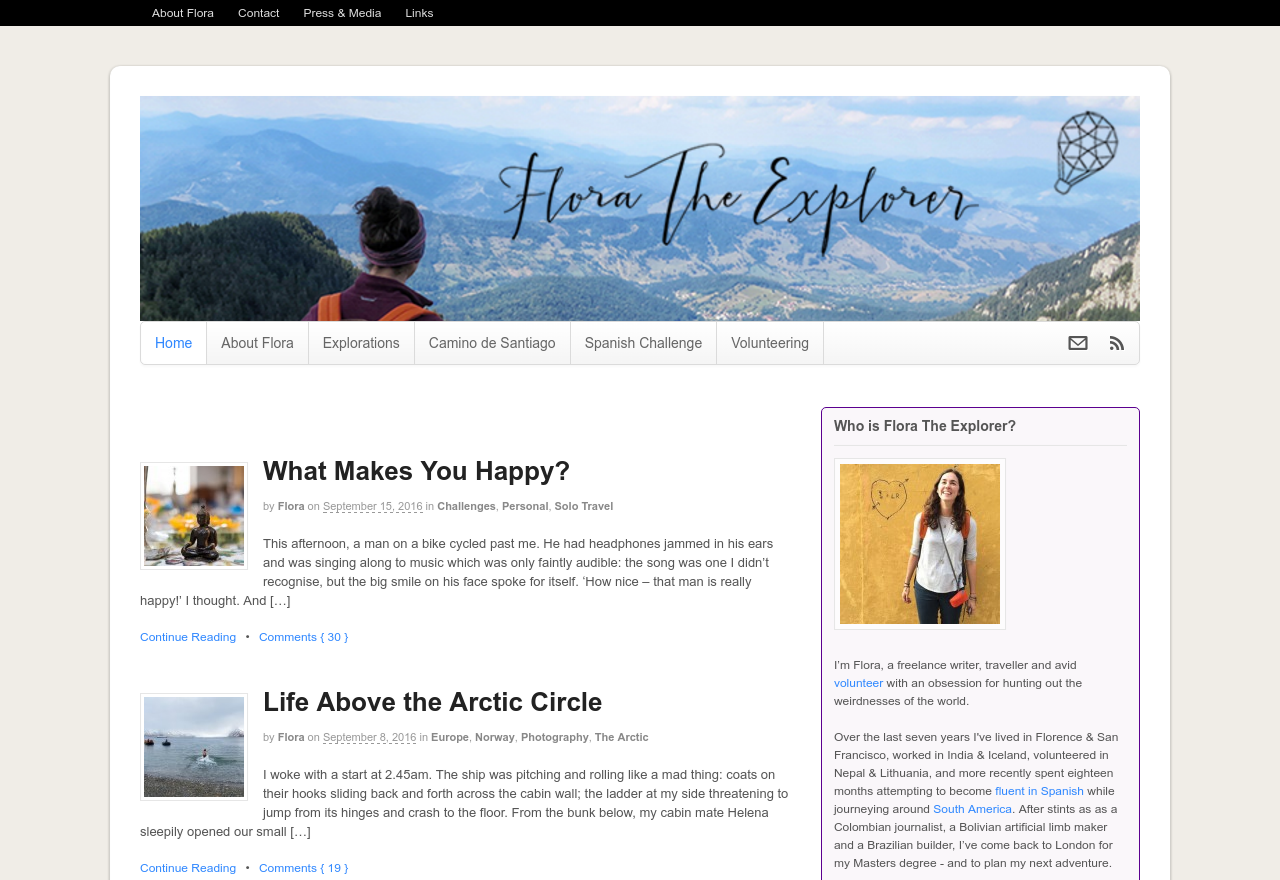 About Flora Contact Press & Media Links
Flora The Explorer
Home About Flora Explorations Camino de Santiago Spanish Challenge Volunteering
What Makes You Happy?
by Flora on September 15, 2016 in Challenges, Personal, Solo Travel
This afternoon, a man on a bike cycled past me. He had headphones jammed in his ears
and was singing along to music which was only faintly audible: the song was one I didn’t
recognise, but the big smile on his face spoke for itself. ‘How nice – that man is really
happy!’ I thought. And […]
Continue Reading • Comments { 30 }
Life Above the Arctic Circle
by Flora on September 8, 2016 in Europe, Norway, Photography, The Arctic
I woke with a start at 2.45am. The ship was pitching and rolling like a mad thing: coats on
their hooks sliding back and forth across the cabin wall; the ladder at my side threatening to
jump from its hinges and crash to the floor. From the bunk below, my cabin mate Helena
sleepily opened our small […]
Continue Reading • Comments { 19 }
Who is Flora The Explorer?
I’m Flora, a freelance writer, traveller and avid
volunteer with an obsession for hunting out the
weirdnesses of the world.
Over the last seven years I've lived in Florence & San
Francisco, worked in India & Iceland, volunteered in
Nepal & Lithuania, and more recently spent eighteen
months attempting to become fluent in Spanish while
journeying around South America. After stints as as a
Colombian journalist, a Bolivian artificial limb maker
and a Brazilian builder, I’ve come back to London for
my Masters degree - and to plan my next adventure.